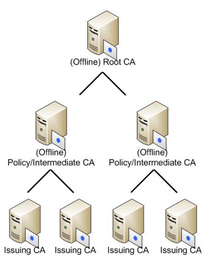 (Offline) Root CA
(Offline) (Offline)
Policy/Intermediate CA Policy/Intermediate CA
Issuing CA Issuing CA Issuing CA Issuing CA